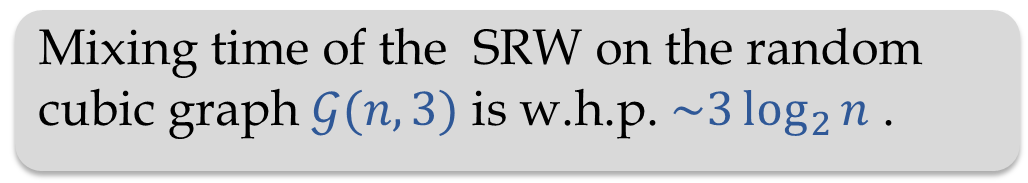 Mixing time of the SRW on the random
cubic graph 𝒢(n, 3) is w.h.p. ~3 log₂ n .